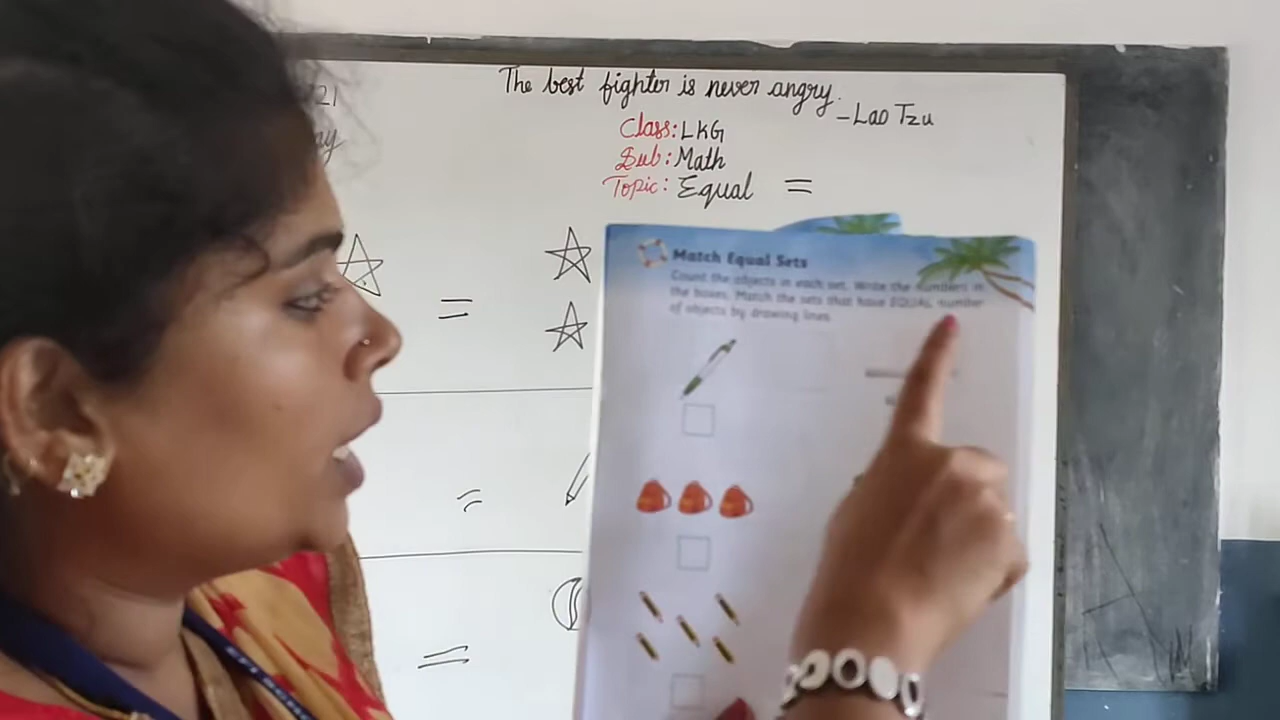 The best fighter is never angry.
-Lao Tzu
Class: LKG
Sub: Math
Topic: Equal =
=
=
=
Match Equal Sets
Count the objects in each set. Write the numbers in
the boxes. Match the sets that have EQUAL number
of objects by drawing lines